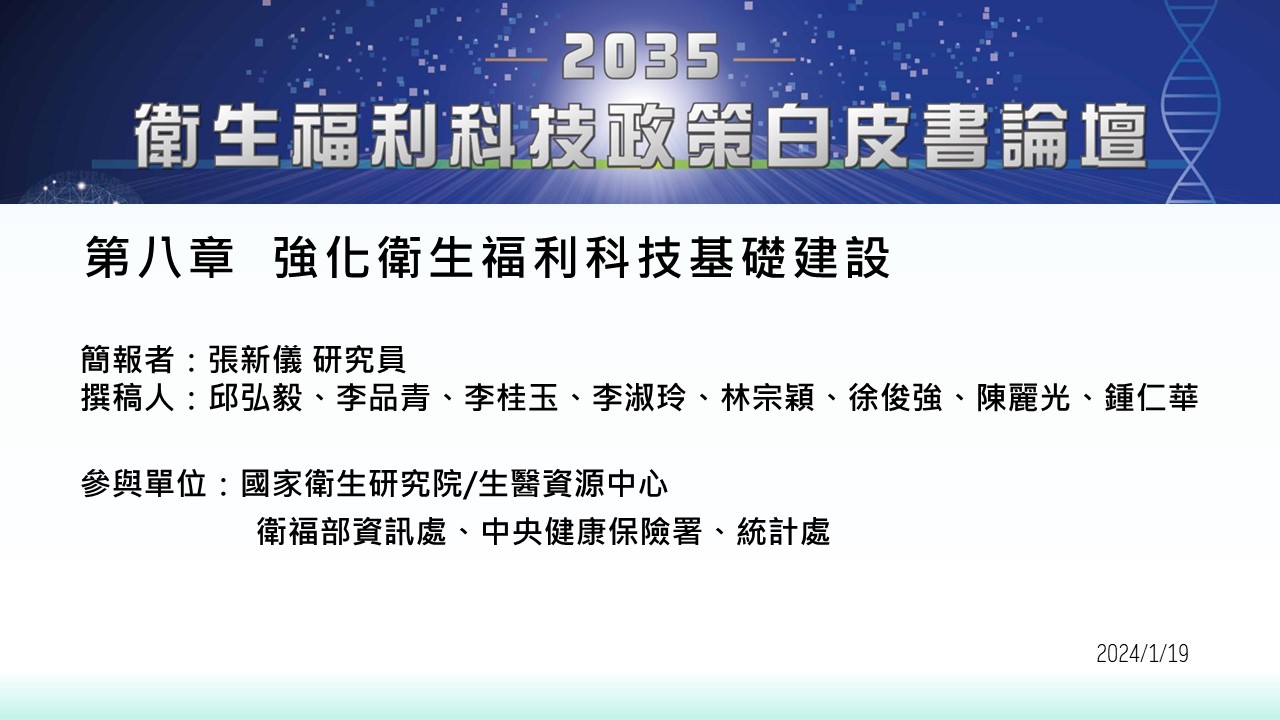 2035
衛生福利科技政策白皮書論壇
第八章 強化衛生福利科技基礎建設
簡報者：張新儀 研究員
撰稿人：邱弘毅、李品青、李桂玉、李淑玲、林宗穎、徐俊強、陳麗光、鍾仁華
參與單位：國家衛生研究院/生醫資源中心
衛福部資訊處、中央健康保險署、統計處
2024/1/19